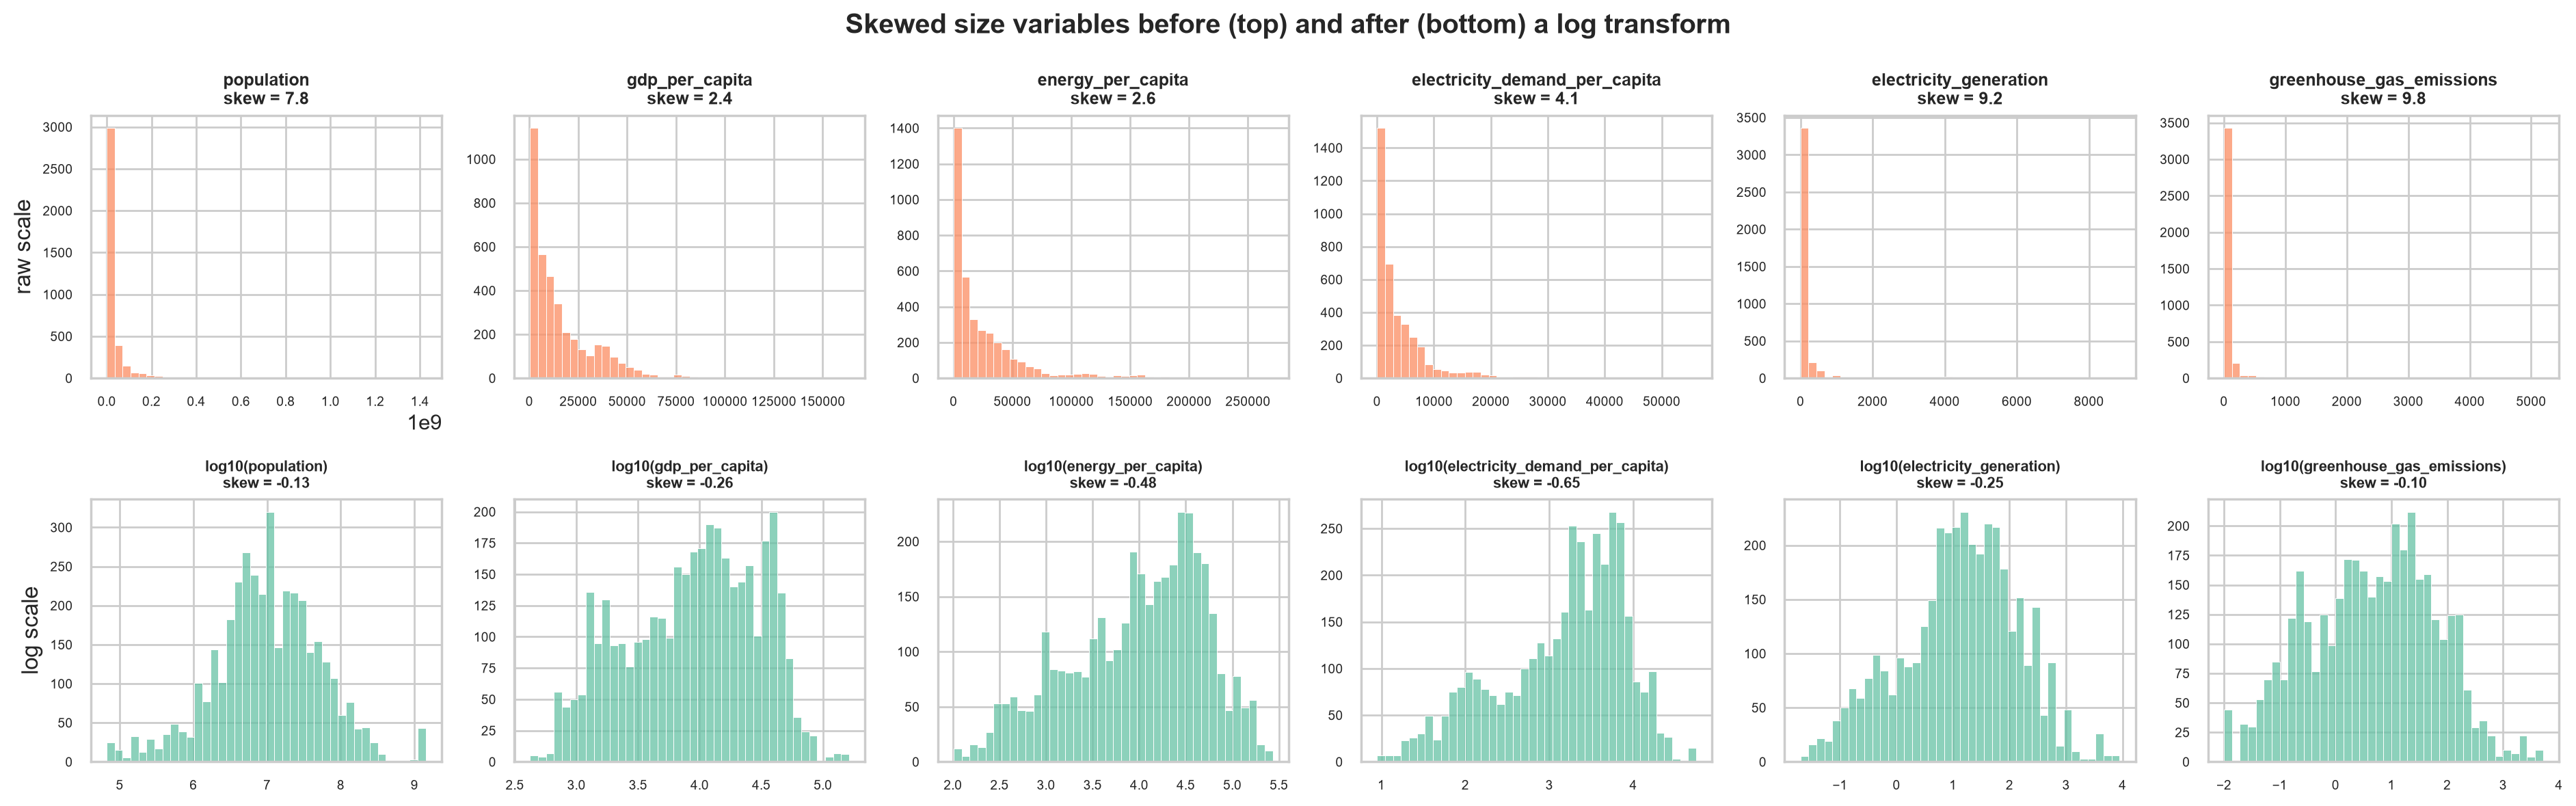 Skewed size variables before (top) and after (bottom) a log transform
population
skew = 7.8
raw scale
3000
2500
2000
1500
1000
500
0
0.0 0.2 0.4 0.6 0.8 1.0 1.2 1.4
1e9
gdp_per_capita
skew = 2.4
1000
800
600
400
200
0
0 25000 50000 75000 100000 125000 150000
energy_per_capita
skew = 2.6
1400
1200
1000
800
600
400
200
0
0 50000 100000 150000 200000 250000
electricity_demand_per_capita
skew = 4.1
1400
1200
1000
800
600
400
200
0
0 10000 20000 30000 40000 50000
electricity_generation
skew = 9.2
3500
3000
2500
2000
1500
1000
500
0
0 2000 4000 6000 8000
greenhouse_gas_emissions
skew = 9.8
3500
3000
2500
2000
1500
1000
500
0
0 1000 2000 3000 4000 5000
log10(population)
skew = -0.13
log scale
300
250
200
150
100
50
0
5 6 7 8 9
log10(gdp_per_capita)
skew = -0.26
200
175
150
125
100
75
50
25
0
2.5 3.0 3.5 4.0 4.5 5.0
log10(energy_per_capita)
skew = -0.48
200
150
100
50
0
2.0 2.5 3.0 3.5 4.0 4.5 5.0 5.5
log10(electricity_demand_per_capita)
skew = -0.65
250
200
150
100
50
0
1 2 3 4
log10(electricity_generation)
skew = -0.25
200
150
100
50
0
−1 0 1 2 3 4
log10(greenhouse_gas_emissions)
skew = -0.10
200
175
150
125
100
75
50
25
0
−2 −1 0 1 2 3 4